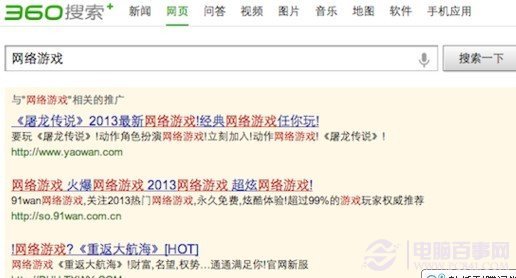 360搜索+ 新闻 网页 问答 视频 图片 音乐 地图 软件 手机应用
网络游戏 搜索一下
与"网络游戏"相关的推广
《屠龙传说》2013最新网络游戏!经典网络游戏任你玩!
要玩《屠龙传说》!动作角色扮演网络游戏!立刻加入!动作网络游戏!《屠龙传说》!
http://www.yaowan.com
网络游戏 火爆网络游戏 2013网络游戏 超炫网络游戏!
91wan网络游戏,关注2013热门网络游戏,永久免费,炫酷体验!超过99%的游戏玩家权威推荐
http://so.91wan.com.cn
!网络游戏?《重返大航海》[HOT]
网络游戏《重返大航海》!财富,名望,权势...通通满足你!官网新服
电脑百事网